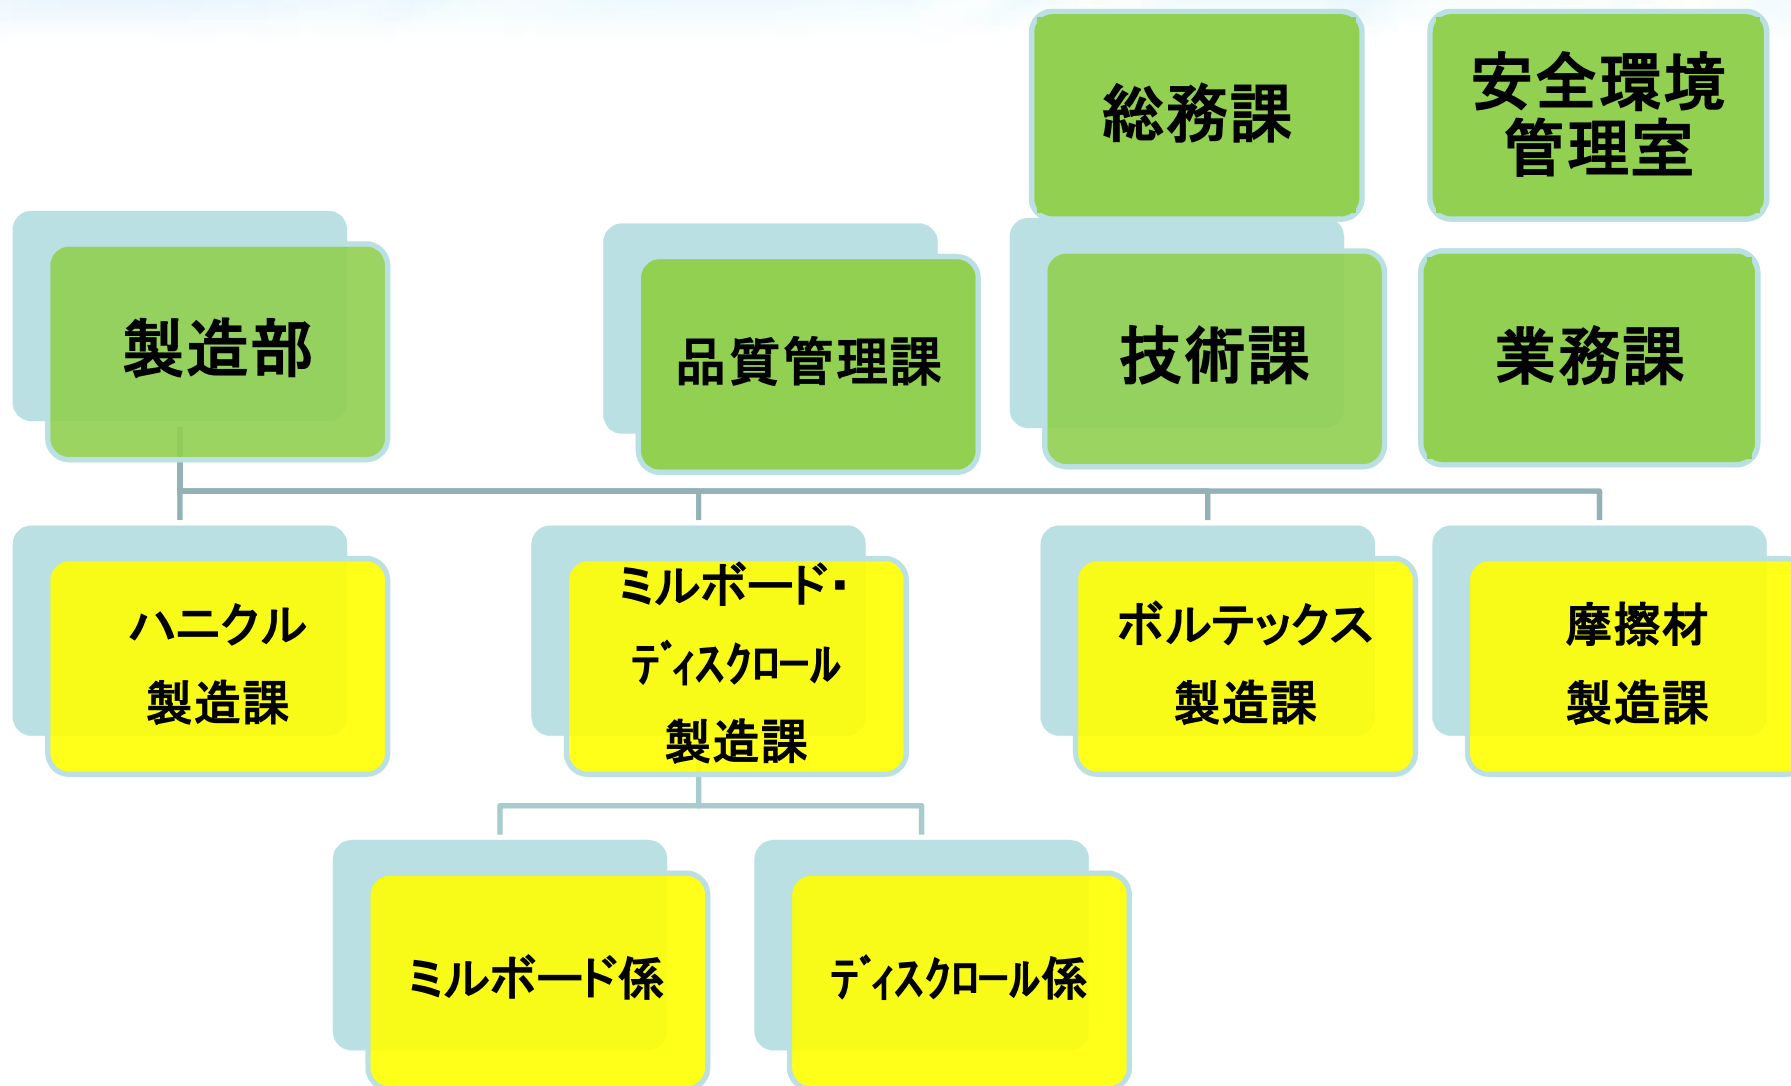 総務課
安全環境
管理室
製造部
品質管理課
技術課
業務課
ハニクル
製造課
ミルボード・
ディスクロール
製造課
ボルテックス
製造課
摩擦材
製造課
ミルボード係
ディスクロール係